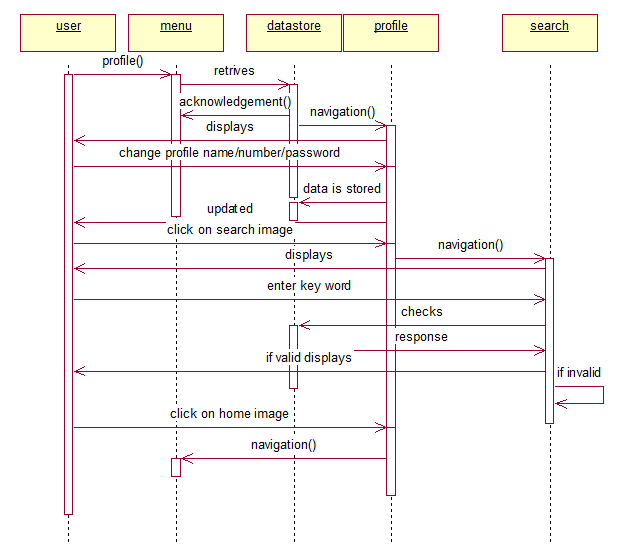 user
menu
datastore
profile
search
profile()
retrives
acknowledgement()
navigation()
displays
change profile name/number/password
data is stored
updated
click on search image
navigation()
displays
enter key word
checks
response
if valid displays
if invalid
click on home image
navigation()